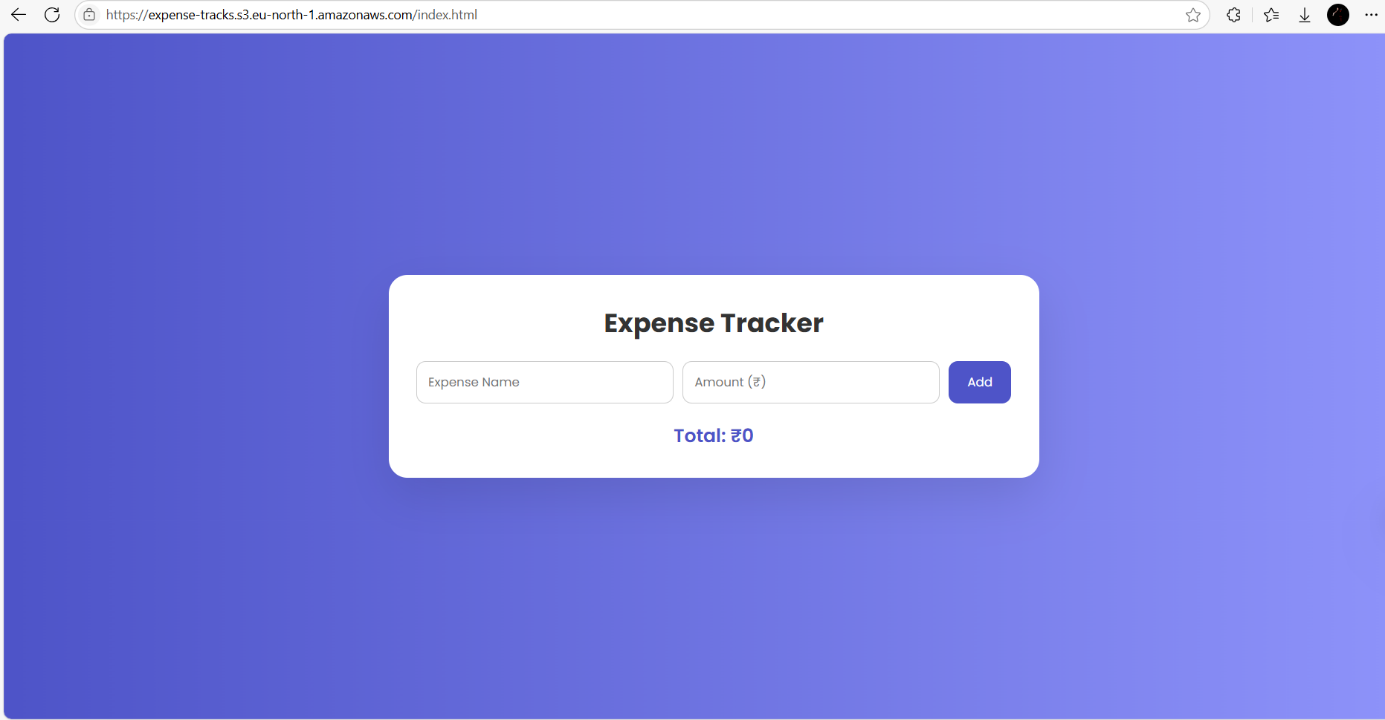 https://expense-tracks.s3.eu-north-1.amazonaws.com/index.html
Expense Tracker
Expense Name Amount (₹) Add
Total: ₹0